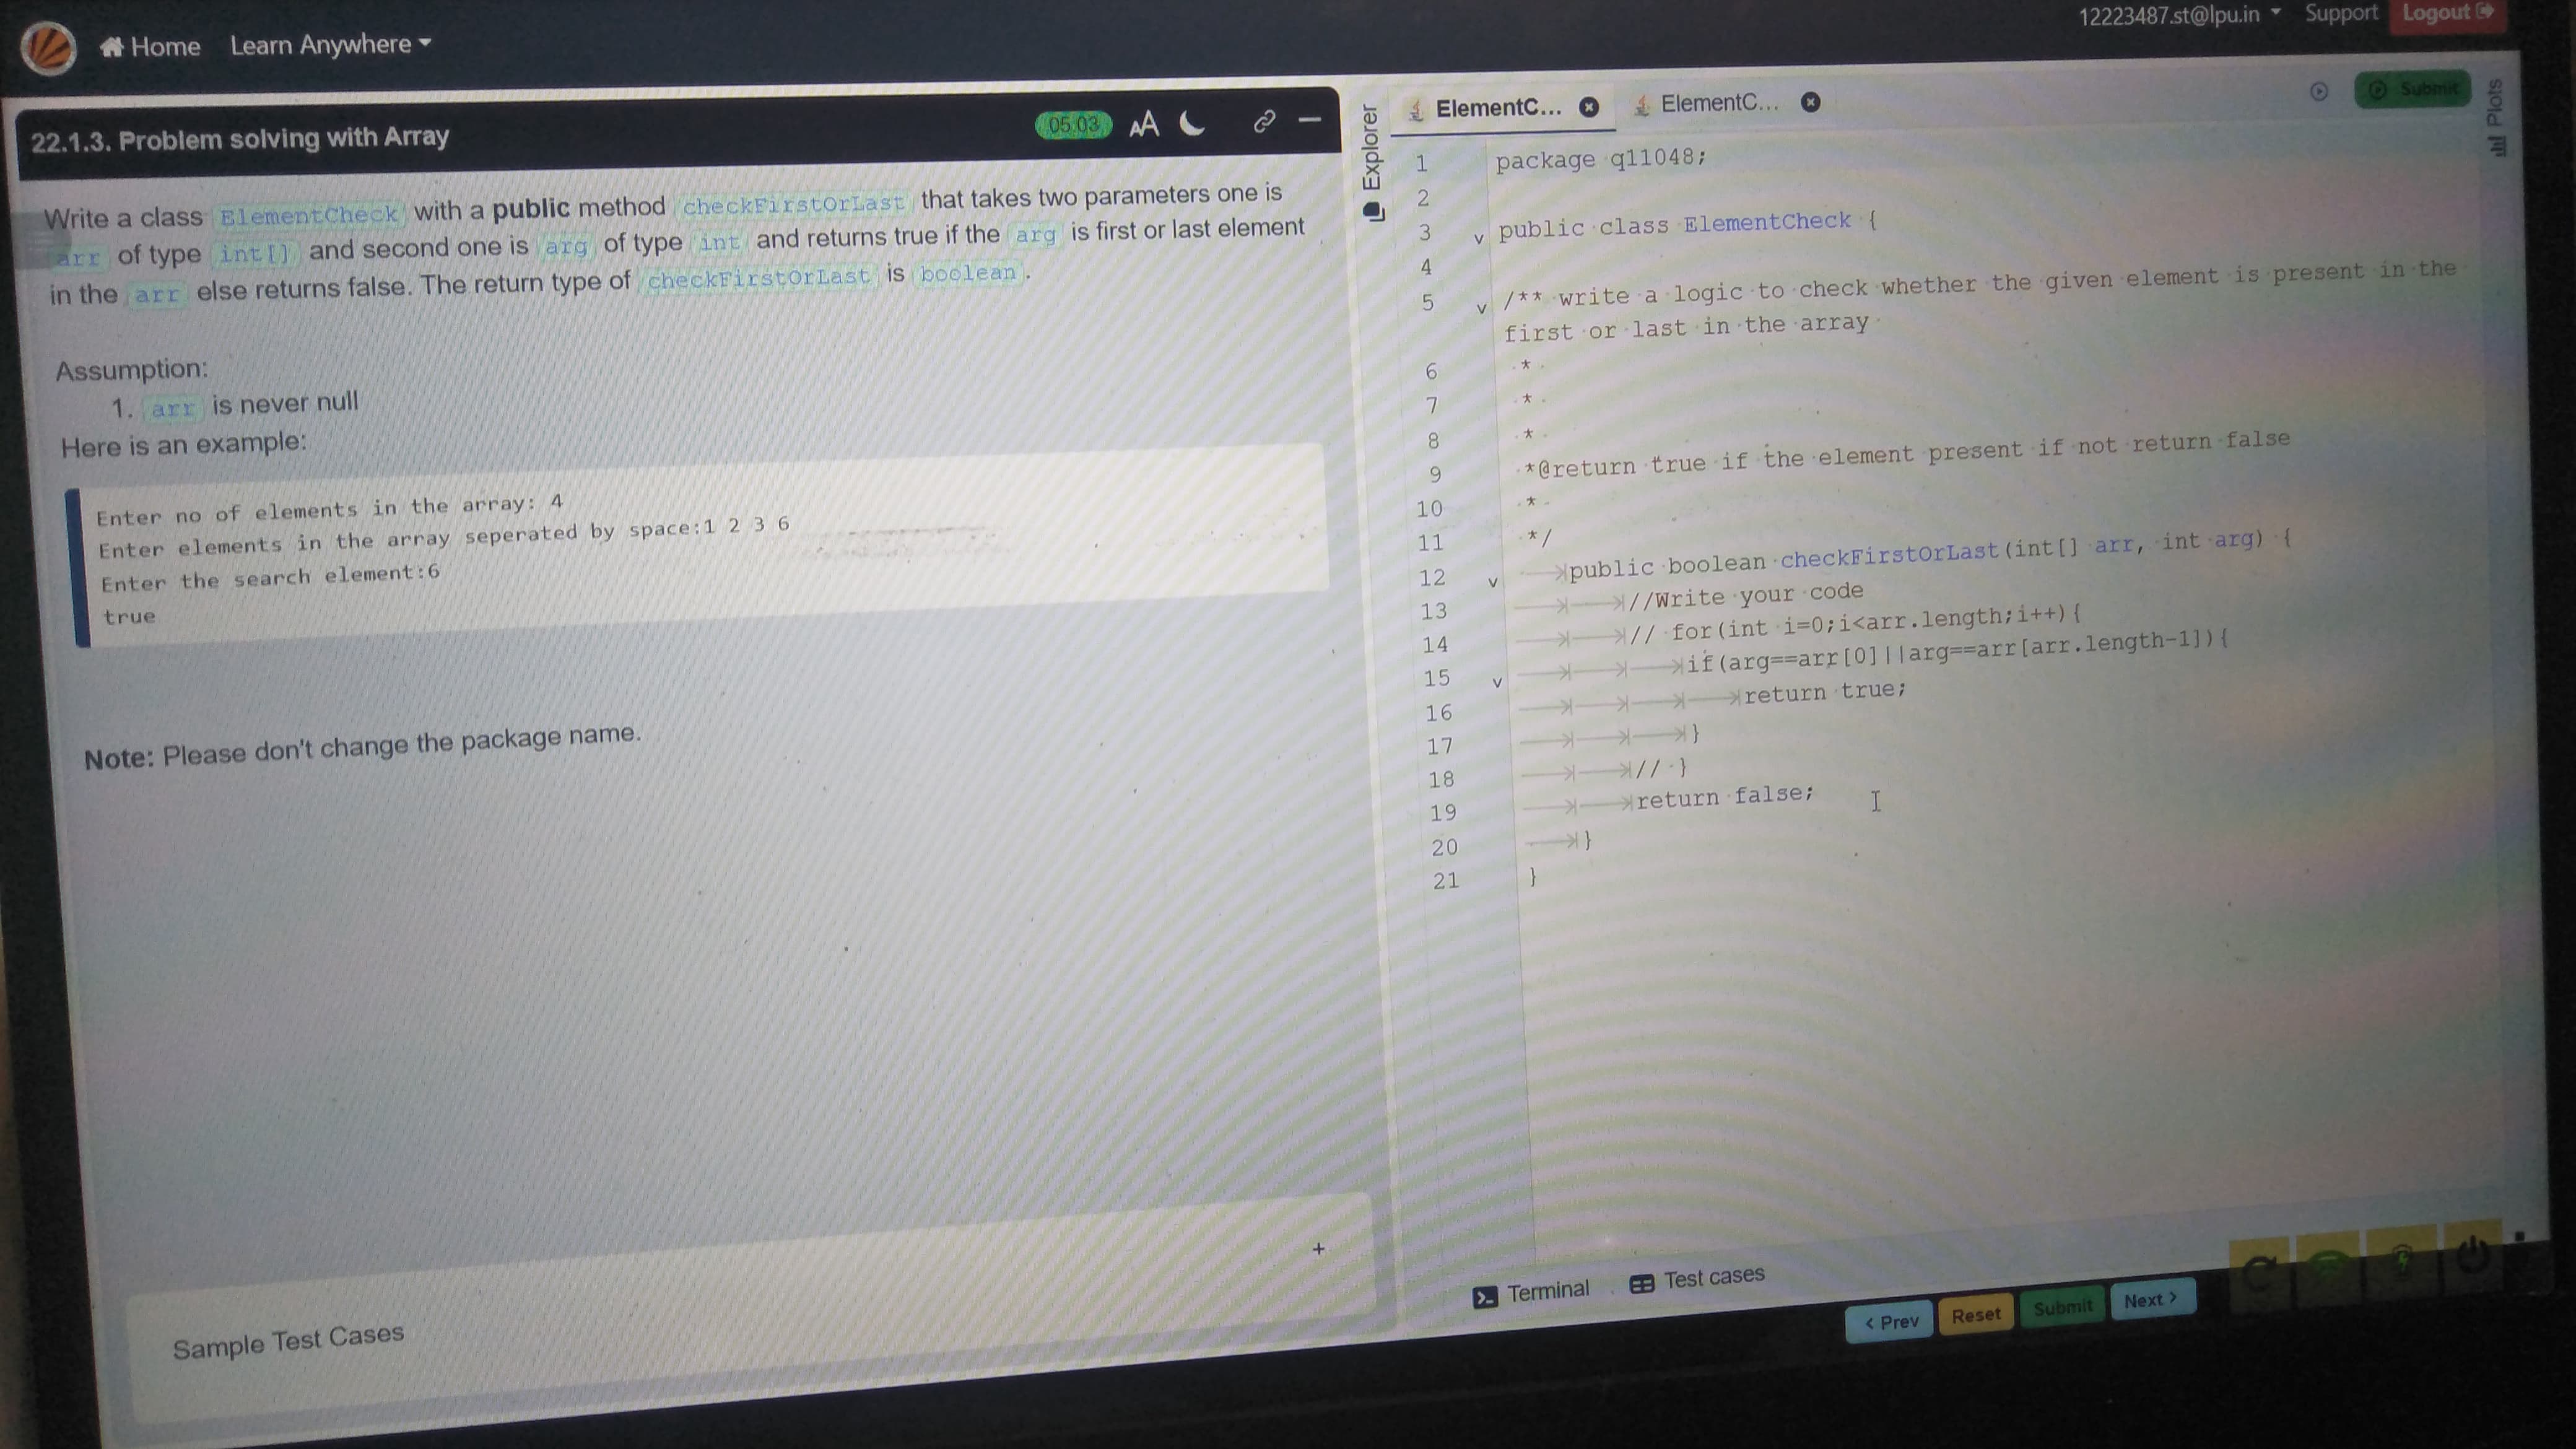 Home Learn Anywhere 12223487.st@lpu.in Support Logout
22.1.3. Problem solving with Array 05:03 AA
Write a class ElementCheck with a public method checkFirstOrLast that takes two parameters one is
arr of type int[] and second one is arg of type int and returns true if the arg is first or last element
in the arr else returns false. The return type of checkFirstOrLast is boolean.
Assumption:
1. arr is never null
Here is an example:
Enter no of elements in the array: 4
Enter elements in the array seperated by space:1 2 3 6
Enter the search element:6
true
Note: Please don't change the package name.
Sample Test Cases +
Explorer
ElementC... ElementC... Submit
Plots
1 package q11048;
2
3 public class ElementCheck {
4
5 /** write a logic to check whether the given element is present in the
first or last in the array
6 *
7 *
8 *
9 *@return true if the element present if not return false
10 *
11 */
12 public boolean checkFirstOrLast(int[] arr, int arg) {
13 //Write your code
14 // for(int i=0;i<arr.length;i++){
15 if(arg==arr[0]||arg==arr[arr.length-1]){
16 return true;
17 }
18 // }
19 return false;
20 }
21 }
Terminal Test cases
< Prev Reset Submit Next >